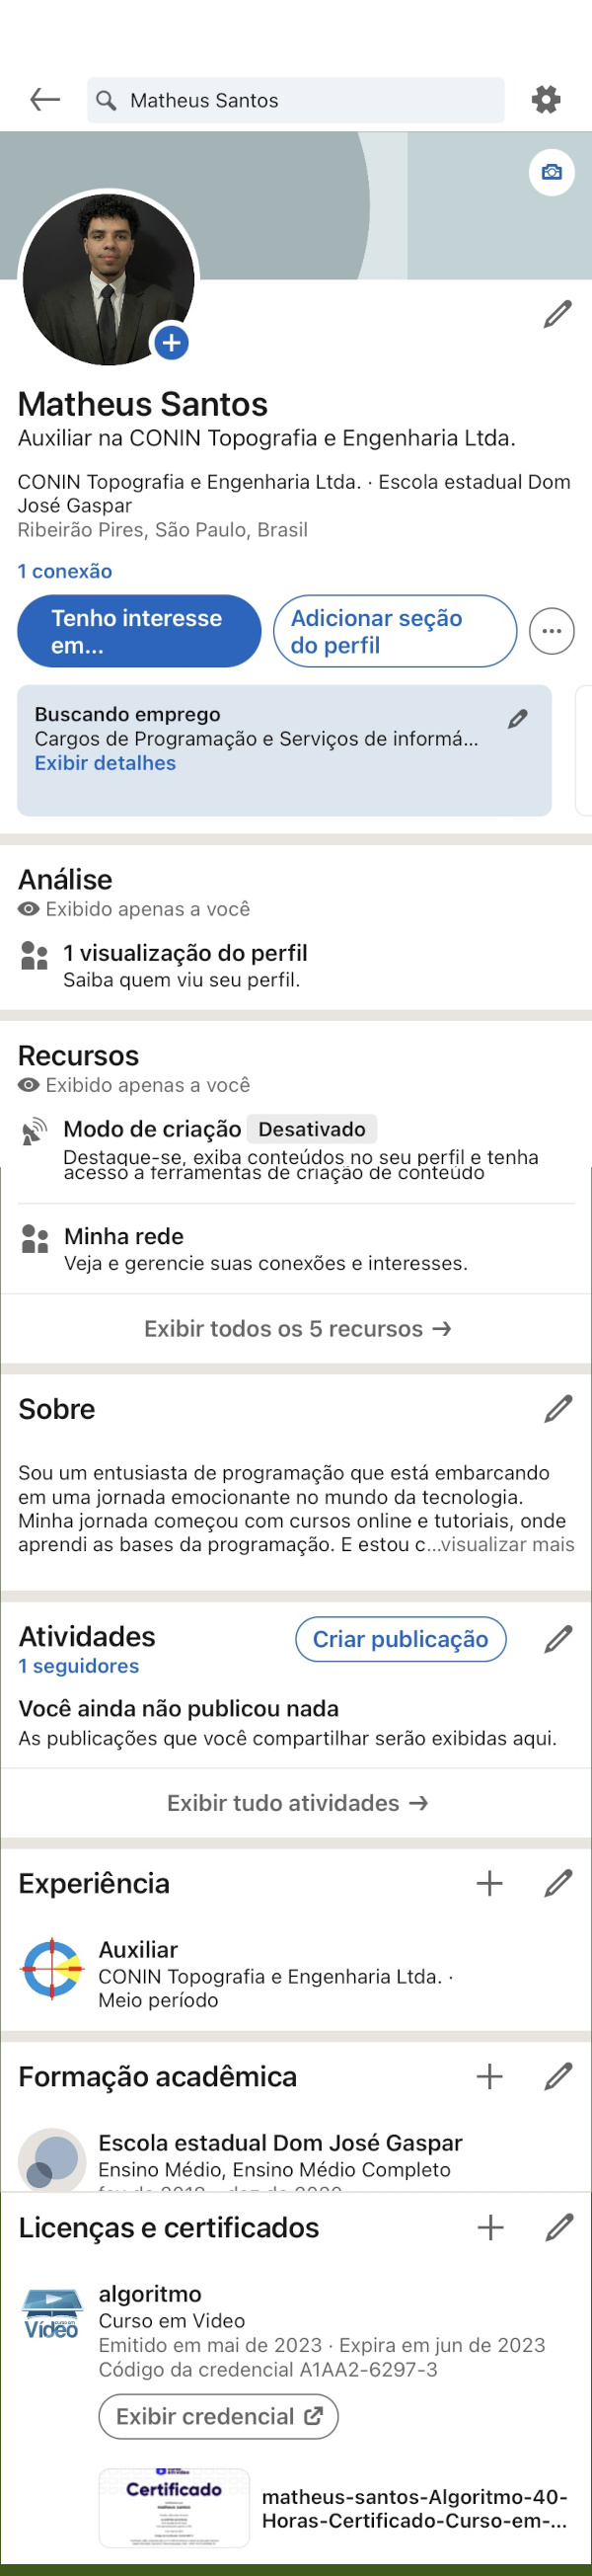 Matheus Santos
Matheus Santos
Auxiliar na CONIN Topografia e Engenharia Ltda.
CONIN Topografia e Engenharia Ltda. · Escola estadual Dom
José Gaspar
Ribeirão Pires, São Paulo, Brasil
1 conexão
Tenho interesse
em...
Adicionar seção
do perfil
Buscando emprego
Cargos de Programação e Serviços de informá...
Exibir detalhes
Análise
Exibido apenas a você
1 visualização do perfil
Saiba quem viu seu perfil.
Recursos
Exibido apenas a você
Modo de criação Desativado
Destaque-se, exiba conteúdos no seu perfil e tenha
acesso a ferramentas de criação de conteúdo
Minha rede
Veja e gerencie suas conexões e interesses.
Exibir todos os 5 recursos →
Sobre
Sou um entusiasta de programação que está embarcando
em uma jornada emocionante no mundo da tecnologia.
Minha jornada começou com cursos online e tutoriais, onde
aprendi as bases da programação. E estou c...visualizar mais
Atividades
Criar publicação
1 seguidores
Você ainda não publicou nada
As publicações que você compartilhar serão exibidas aqui.
Exibir tudo atividades →
Experiência
Auxiliar
CONIN Topografia e Engenharia Ltda. ·
Meio período
Formação acadêmica
Escola estadual Dom José Gaspar
Ensino Médio, Ensino Médio Completo
Licenças e certificados
algoritmo
Curso em Video
Vídeo
Emitido em mai de 2023 · Expira em jun de 2023
Código da credencial A1AA2-6297-3
Exibir credencial
Certificado
matheus-santos-Algoritmo-40-
Horas-Certificado-Curso-em-...